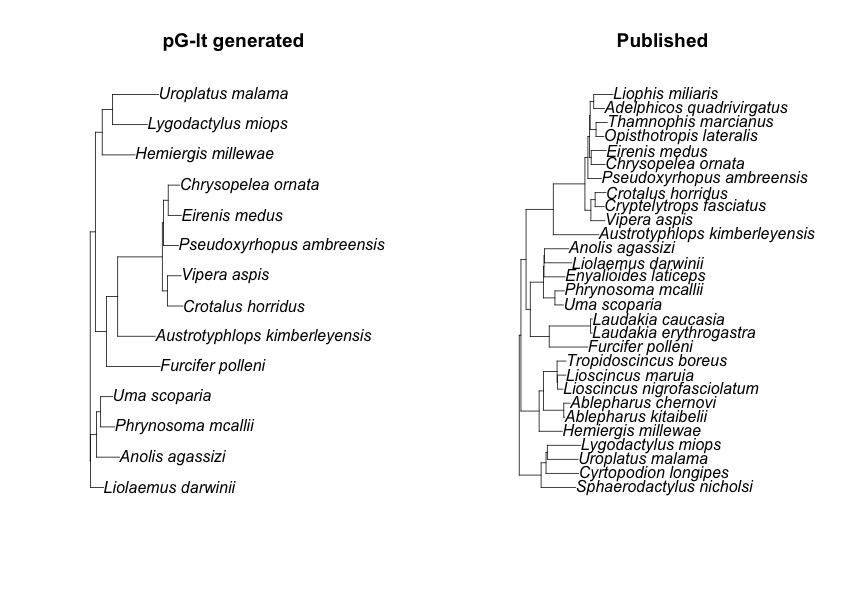 pG-lt generated
Uroplatus malama
Lygodactylus miops
Hemiergis millewae
Chrysopelea ornata
Eirenis medus
Pseudoxyrhopus ambreensis
Vipera aspis
Crotalus horridus
Austrotyphlops kimberleyensis
Furcifer polleni
Uma scoparia
Phrynosoma mcallii
Anolis agassizi
Liolaemus darwinii
Published
Liophis miliaris
Adelphicos quadrivirgatus
Thamnophis marcianus
Opisthotropis lateralis
Eirenis medus
Chrysopelea ornata
Pseudoxyrhopus ambreensis
Crotalus horridus
Cryptelytrops fasciatus
Vipera aspis
Austrotyphlops kimberleyensis
Anolis agassizi
Liolaemus darwinii
Enyalioides laticeps
Phrynosoma mcallii
Uma scoparia
Laudakia caucasia
Laudakia erythrogastra
Furcifer polleni
Tropidoscincus boreus
Lioscincus maruia
Lioscincus nigrofasciolatum
Ablepharus chernovi
Ablepharus kitaibelii
Hemiergis millewae
Lygodactylus miops
Uroplatus malama
Cyrtopodion longipes
Sphaerodactylus nicholsi